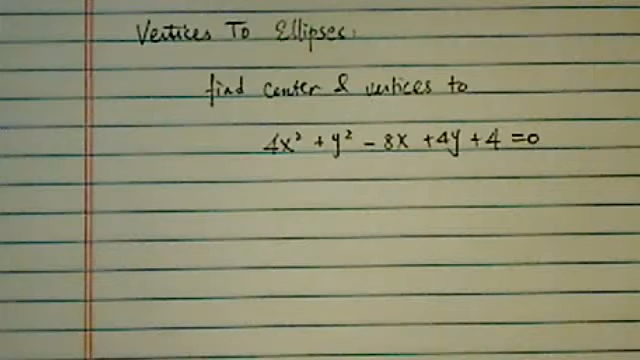 Vertices To Ellipses.
find center & vertices to
4x² + y² - 8x + 4y + 4 = 0